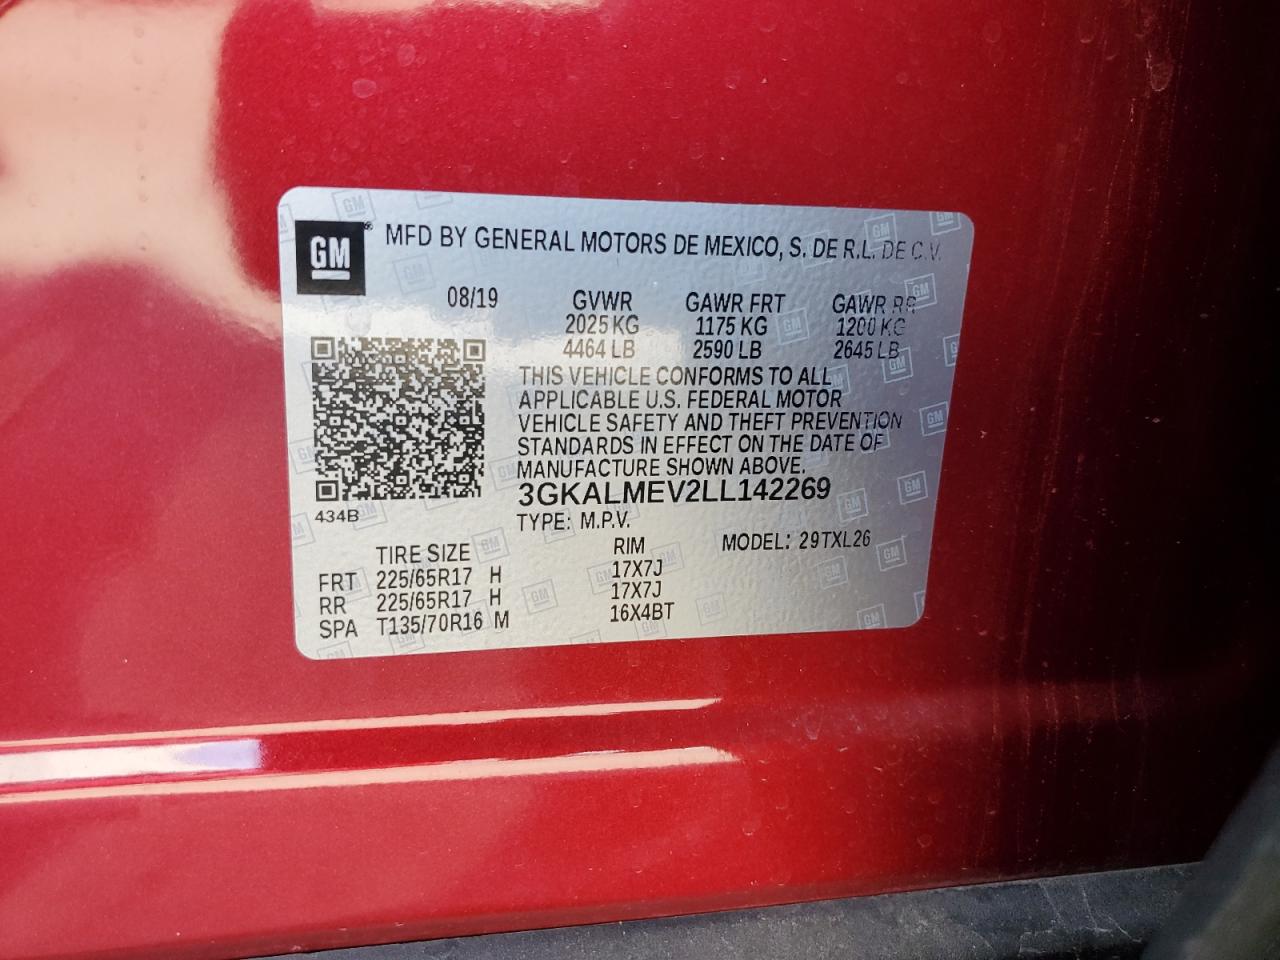 GM
MFD BY GENERAL MOTORS DE MEXICO, S. DE R.L. DE C.V.
08/19 GVWR GAWR FRT GAWR RR
2025 KG 1175 KG 1200 KG
4464 LB 2590 LB 2645 LB
THIS VEHICLE CONFORMS TO ALL
APPLICABLE U.S. FEDERAL MOTOR
VEHICLE SAFETY AND THEFT PREVENTION
STANDARDS IN EFFECT ON THE DATE OF
MANUFACTURE SHOWN ABOVE.
3GKALMEV2LL142269
434B
TYPE: M.P.V. MODEL: 29TXL26
TIRE SIZE RIM
FRT 225/65R17 H 17X7J
RR 225/65R17 H 17X7J
SPA T135/70R16 M 16X4BT